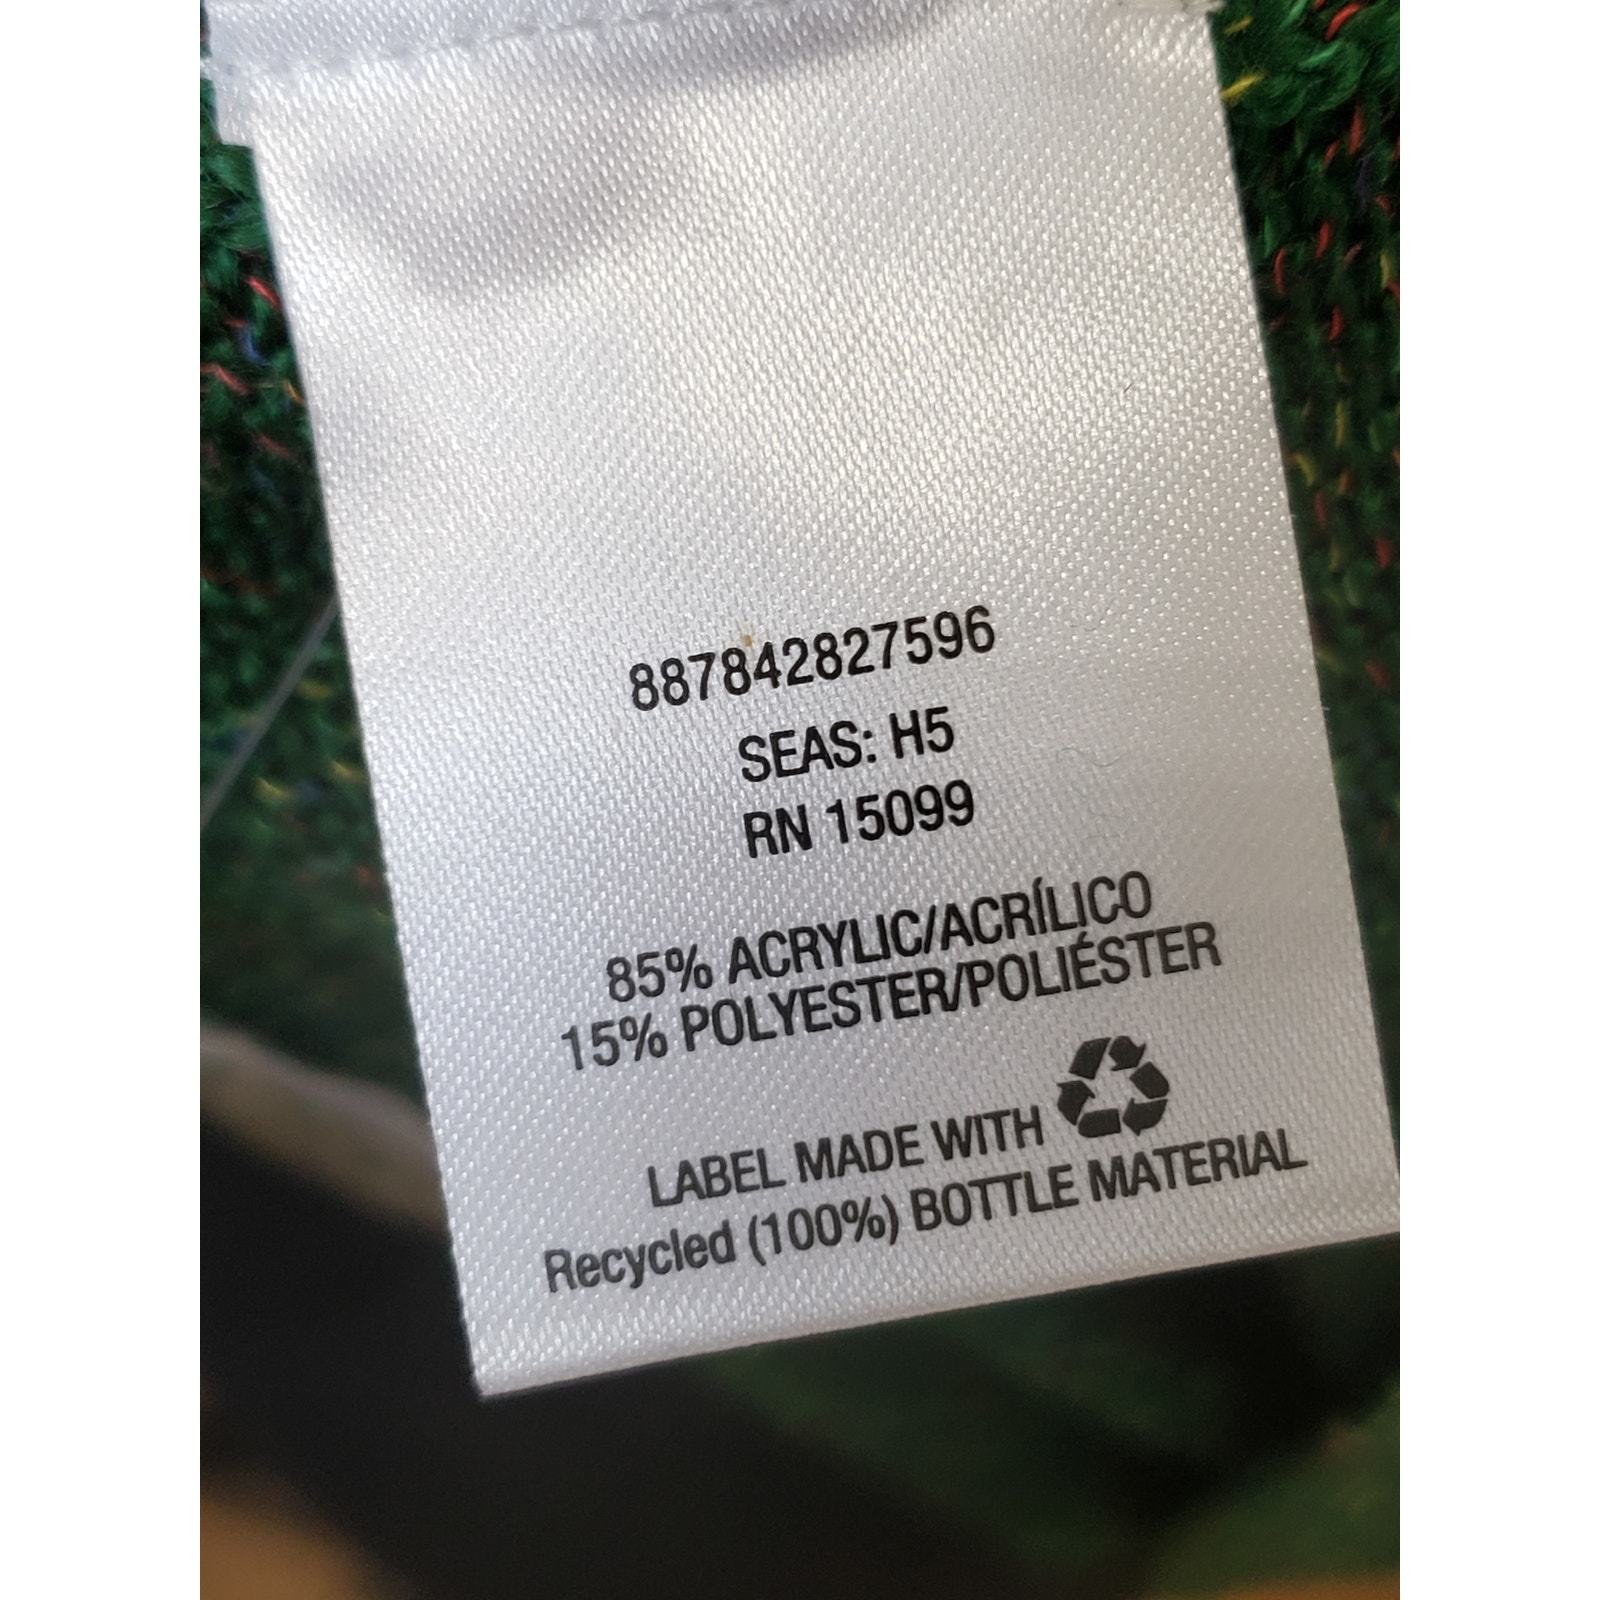 887842827596
SEAS: H5
RN 15099
85% ACRYLIC/ACRÍLICO
15% POLYESTER/POLIÉSTER
LABEL MADE WITH
Recycled (100%) BOTTLE MATERIAL